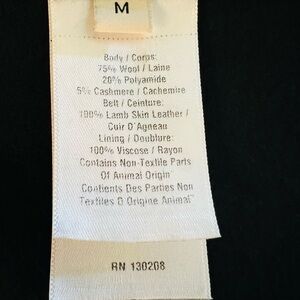 M
Body / Corps:
75% Wool / Laine
20% Polyamide
5% Cashmere / Cachemire
Belt / Ceinture:
100% Lamb Skin Leather /
Cuir D'Agneau
Lining / Doublure:
100% Viscose / Rayon
Contains Non-Textile Parts
Of Animal Origin
Contients Des Parties Non
Textiles D Origine Animal
RN 130208